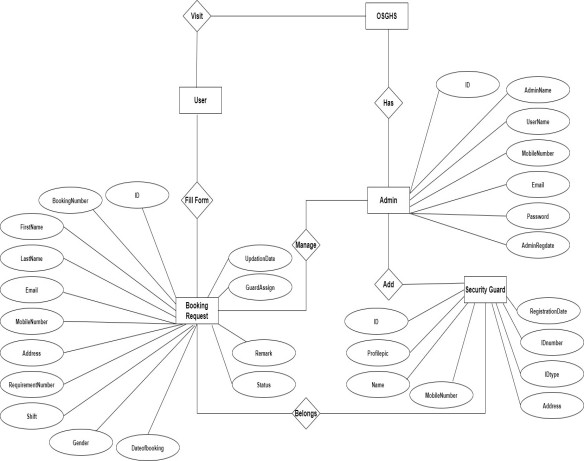 Visit
OSGHS
User
Has
ID
AdminName
UserName
MobileNumber
Email
Password
AdminRegdate
Admin
Fill Form
ID
BookingNumber
FirstName
LastName
Email
MobileNumber
Address
RequirementNumber
Shift
Gender
Dateofbooking
UpdationDate
GuardAssign
Booking
Request
Remark
Status
Manage
Add
Security Guard
ID
Profilepic
Name
MobileNumber
RegistrationDate
IDnumber
IDtype
Address
Belongs